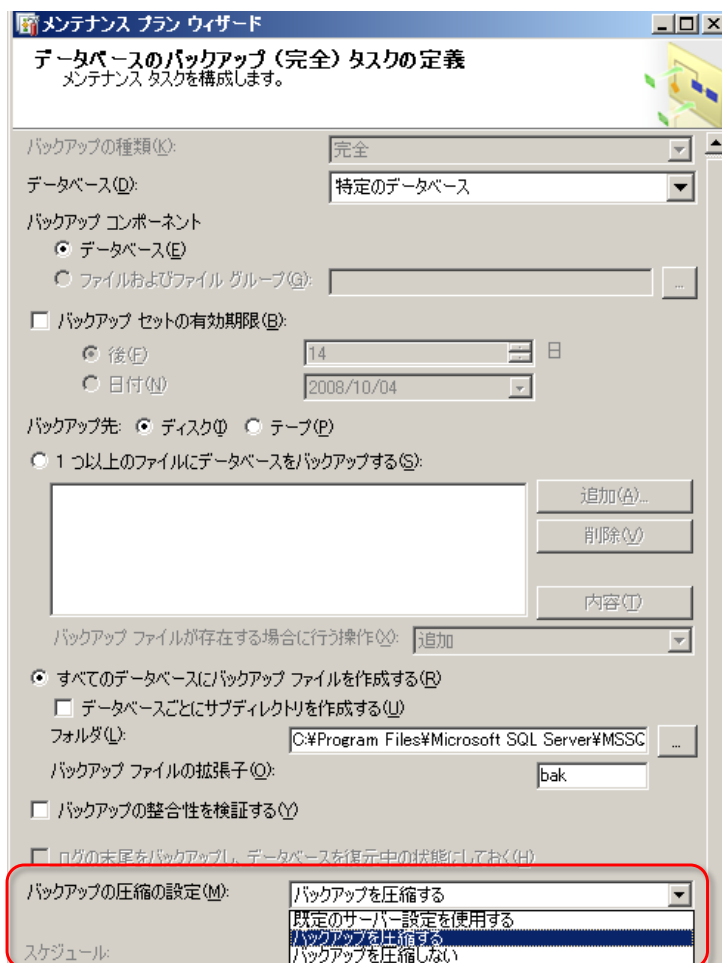 メンテナンス プラン ウィザード
データベースのバックアップ (完全) タスクの定義
メンテナンス タスクを構成します。
バックアップの種類(K): 完全
データベース(D): 特定のデータベース
バックアップ コンポーネント
データベース(E)
ファイルおよびファイル グループ(G): ...
バックアップ セットの有効期限(B):
後(F) 14 日
日付(N) 2008/10/04
バックアップ先: ディスク(I) テープ(P)
1 つ以上のファイルにデータベースをバックアップする(S):
追加(A)...
削除(V)
内容(T)
バックアップ ファイルが存在する場合に行う操作(X): 追加
すべてのデータベースにバックアップ ファイルを作成する(R)
データベースごとにサブディレクトリを作成する(U)
フォルダ(L): C:¥Program Files¥Microsoft SQL Server¥MSSQ ...
バックアップ ファイルの拡張子(O): bak
バックアップの整合性を検証する(Y)
ログの末尾をバックアップし、データベースを復元中の状態にしておく(H)
バックアップの圧縮の設定(M): バックアップを圧縮する
既定のサーバー設定を使用する
バックアップを圧縮する
スケジュール: バックアップを圧縮しない